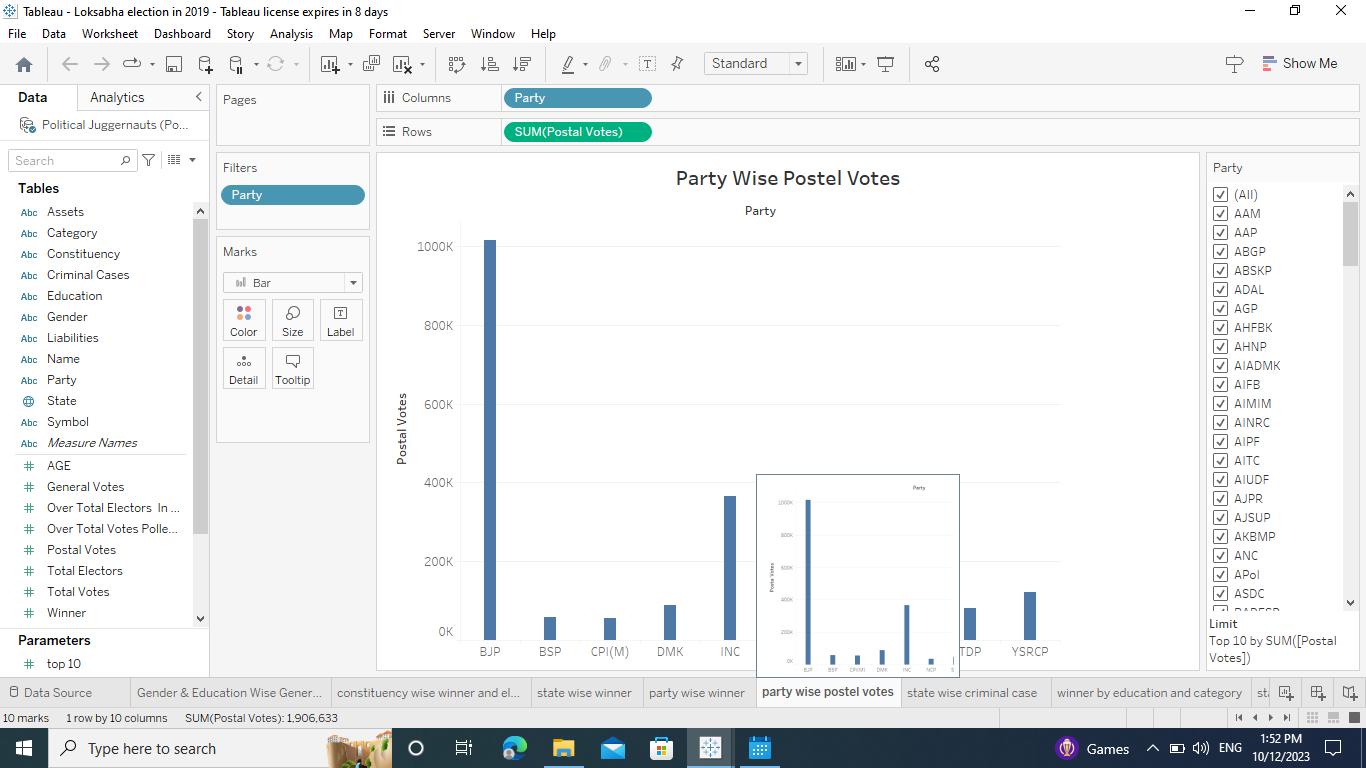 Tableau - Loksabha election in 2019 - Tableau license expires in 8 days
File Data Worksheet Dashboard Story Analysis Map Format Server Window Help
Standard
Show Me
Data Analytics
Political Juggernauts (Po...
Search
Tables
Abc Assets
Abc Category
Abc Constituency
Abc Criminal Cases
Abc Education
Abc Gender
Abc Liabilities
Abc Name
Abc Party
State
Abc Symbol
Abc Measure Names
# AGE
# General Votes
# Over Total Electors In ...
# Over Total Votes Polle...
# Postal Votes
# Total Electors
# Total Votes
# Winner
Parameters
# top 10
Pages
Filters
Party
Marks
Bar
Color Size Label
Detail Tooltip
Columns Party
Rows SUM(Postal Votes)
Party Wise Postel Votes
Party
Postal Votes
1000K
800K
600K
400K
200K
0K
BJP BSP CPI(M) DMK INC TDP YSRCP
Party
Postal Votes
1000K
800K
600K
400K
200K
0K
BJP BSP CPI(M) DMK INC NCP S
Party
(All)
AAM
AAP
ABGP
ABSKP
ADAL
AGP
AHFBK
AHNP
AIADMK
AIFB
AIMIM
AINRC
AIPF
AITC
AIUDF
AJPR
AJSUP
AKBMP
ANC
APol
ASDC
Limit
Top 10 by SUM([Postal
Votes])
Data Source Gender & Education Wise Gener... constituency wise winner and el... state wise winner party wise winner party wise postel votes state wise criminal case winner by education and category sta
10 marks 1 row by 10 columns SUM(Postal Votes): 1,906,633
Type here to search
Games
ENG
1:52 PM
10/12/2023